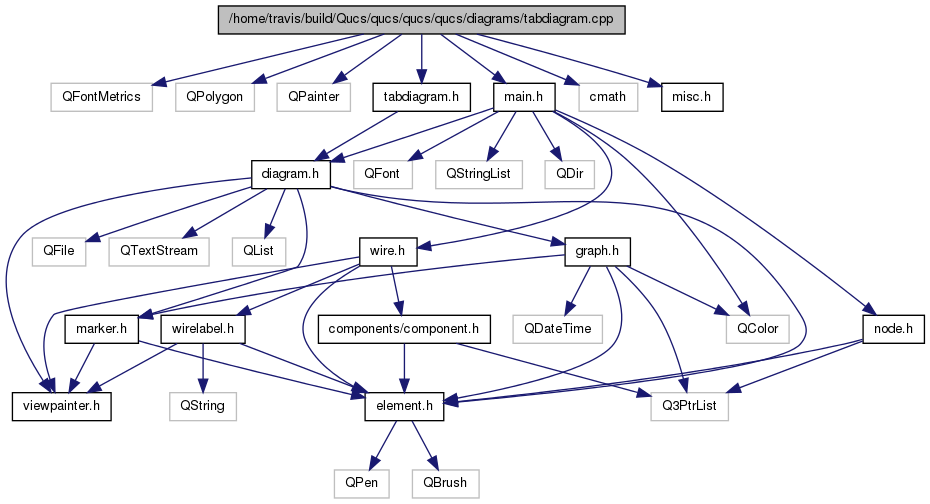 /home/travis/build/Qucs/qucs/qucs/qucs/diagrams/tabdiagram.cpp
QFontMetrics
QPolygon
QPainter
tabdiagram.h
main.h
cmath
misc.h
diagram.h
QFont
QStringList
QDir
QFile
QTextStream
QList
wire.h
graph.h
marker.h
wirelabel.h
components/component.h
QDateTime
QColor
node.h
viewpainter.h
QString
element.h
Q3PtrList
QPen
QBrush